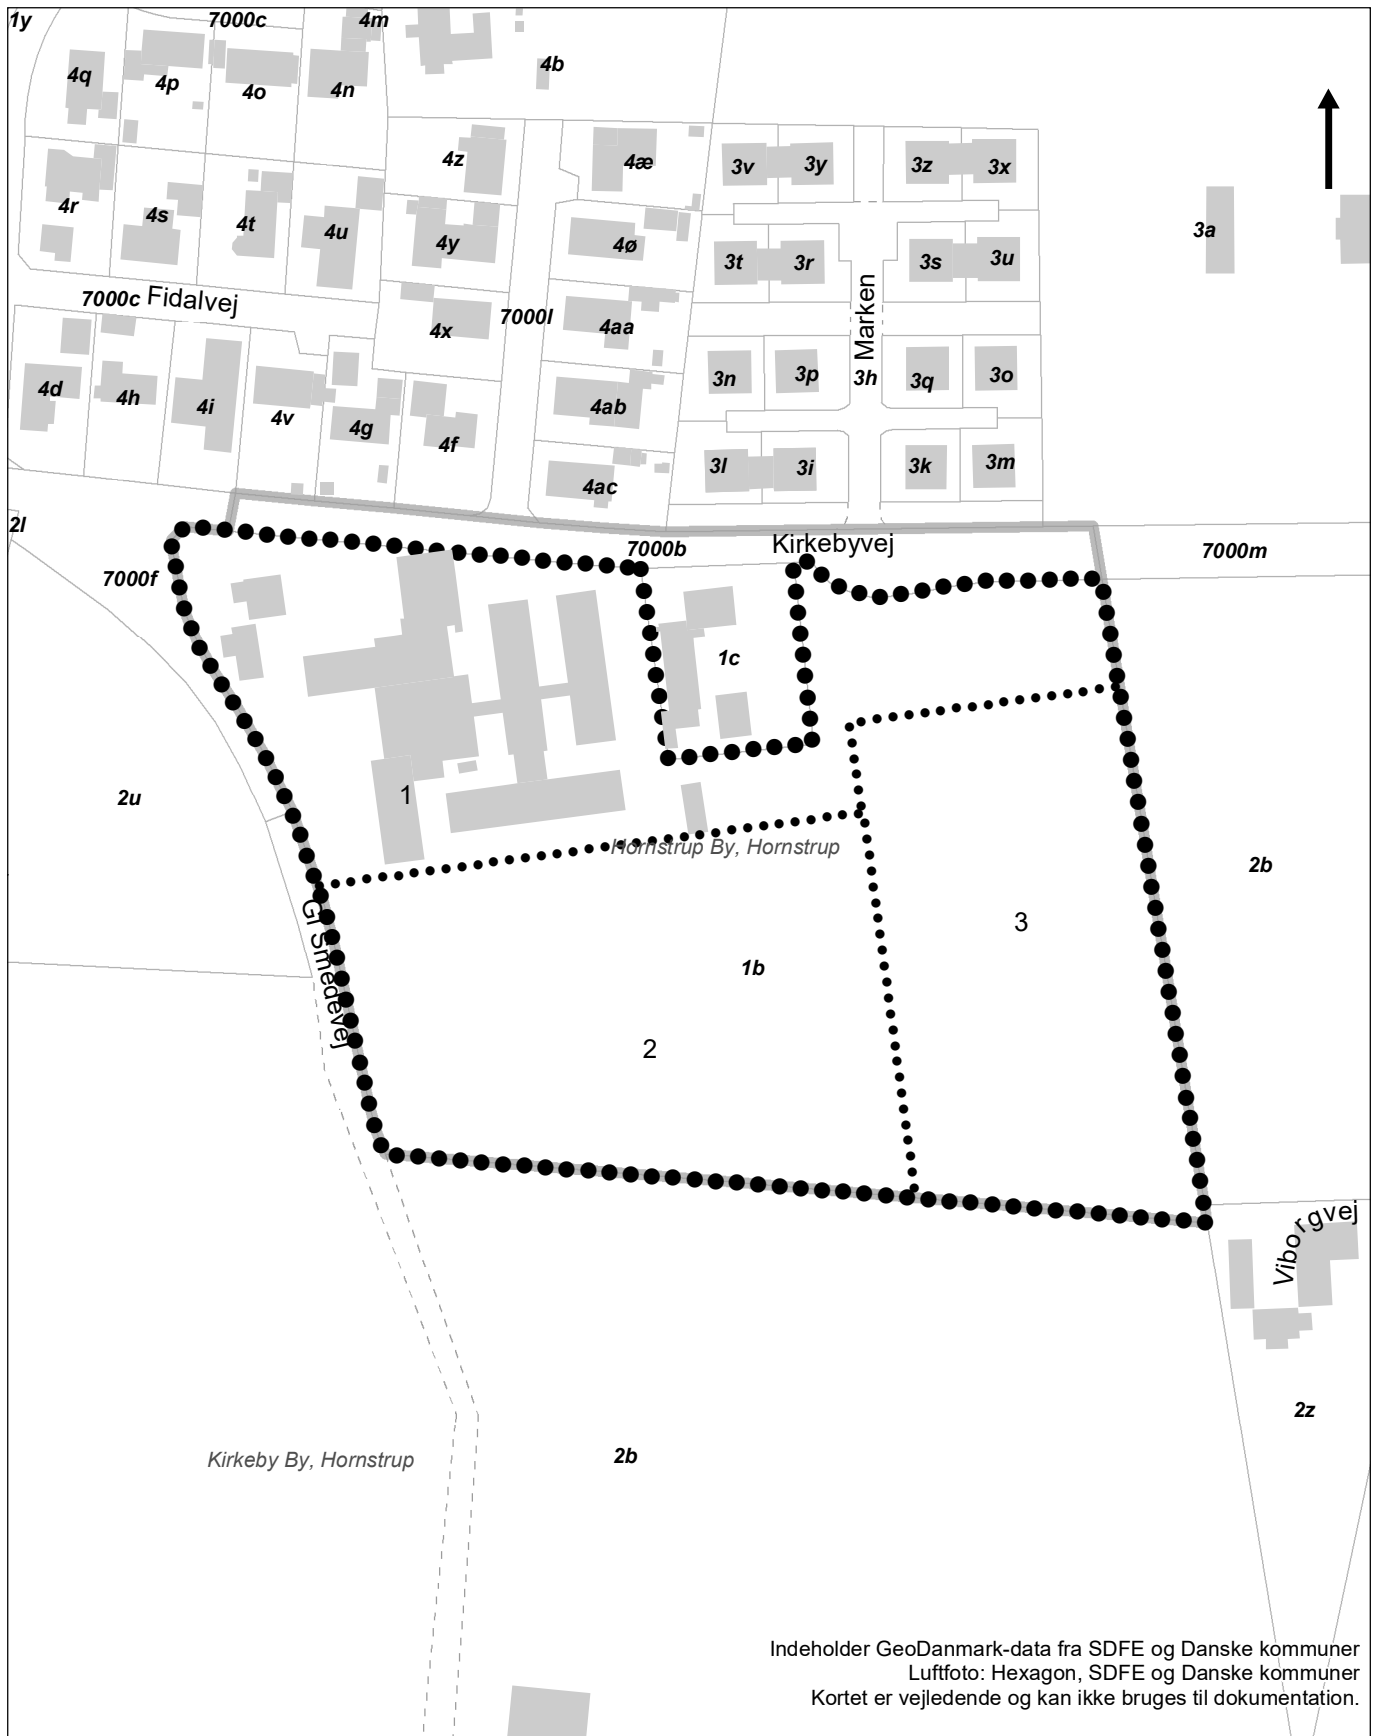 1y
7000c
4m
4q
4p
4o
4n
4b
4z
4æ
3v
3y
3z
3x
4r
4s
4t
4u
4y
4ø
3t
3r
3s
3u
3a
7000c
Fidalvej
4x
7000l
4aa
Marken
4d
4h
4i
4v
4g
4f
4ab
3n
3p
3h
3q
3o
4ac
3l
3i
3k
3m
2l
7000f
7000b
Kirkebyvej
7000m
1c
2u
1
Hornstrup By, Hornstrup
2b
Gl Smedevej
3
1b
2
Viborgvej
2z
Kirkeby By, Hornstrup
2b
Indeholder GeoDanmark-data fra SDFE og Danske kommuner
Luftfoto: Hexagon, SDFE og Danske kommuner
Kortet er vejledende og kan ikke bruges til dokumentation.